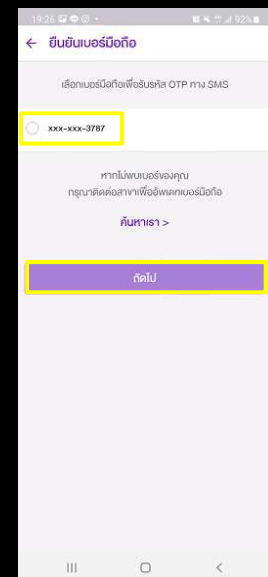 19:26 92%
ยืนยันเบอร์มือถือ
เลือกเบอร์มือถือเพื่อรับรหัส OTP ทาง SMS
xxx-xxx-3787
หากไม่พบเบอร์ของคุณ
กรุณาติดต่อสาขาเพื่ออัพเดทเบอร์มือถือ
ค้นหาเรา >
ถัดไป